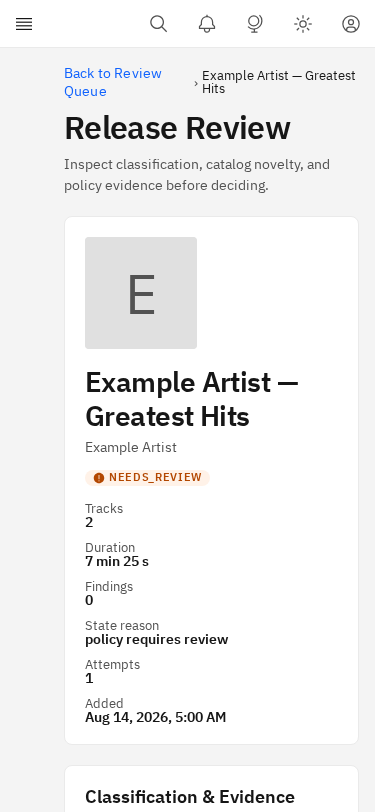 Back to Review
Queue
› Example Artist — Greatest
Hits
Release Review
Inspect classification, catalog novelty, and
policy evidence before deciding.
E
Example Artist —
Greatest Hits
Example Artist
NEEDS_REVIEW
Tracks
2
Duration
7 min 25 s
Findings
0
State reason
policy requires review
Attempts
1
Added
Aug 14, 2026, 5:00 AM
Classification & Evidence